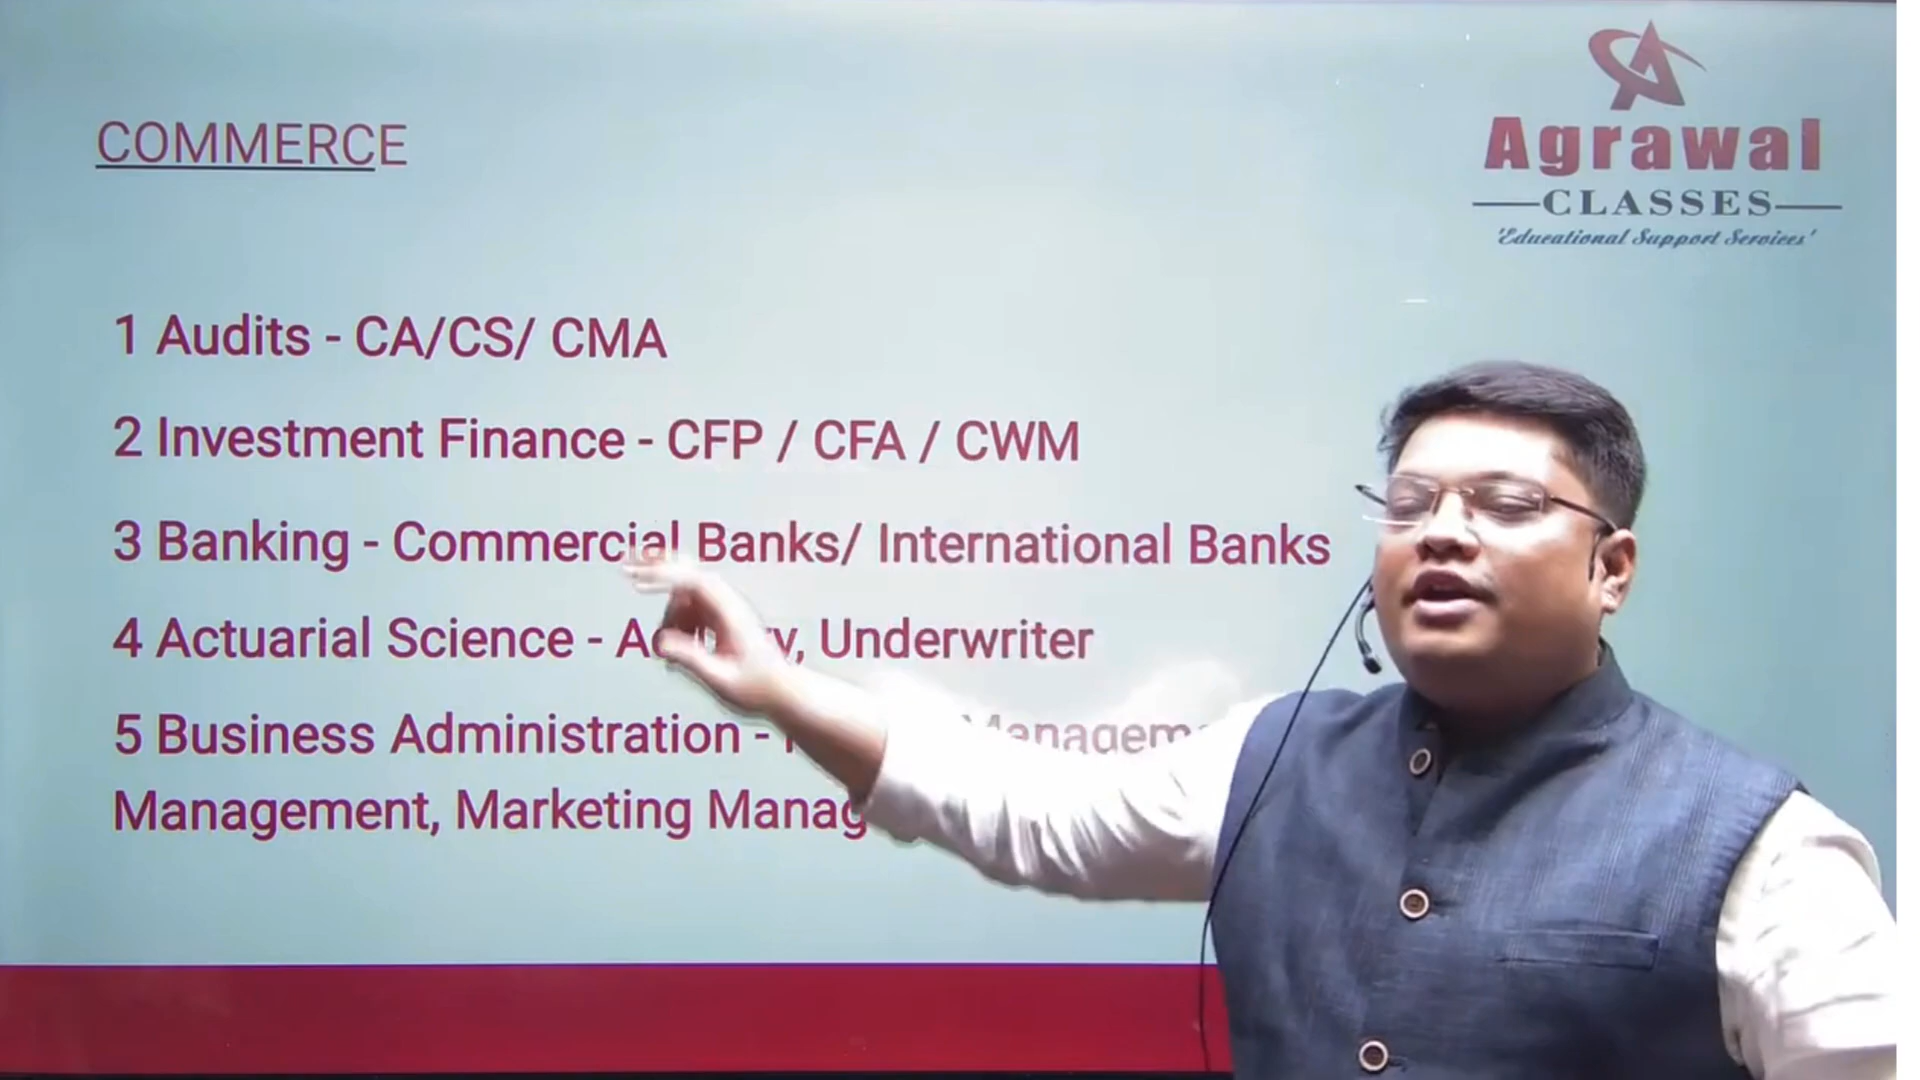 COMMERCE
Agrawal
CLASSES
'Educational Support Services'
1 Audits - CA/CS/ CMA
2 Investment Finance - CFP / CFA / CWM
3 Banking - Commercial Banks/ International Banks
4 Actuarial Science - Underwriter
5 Business Administration -
Management, Marketing